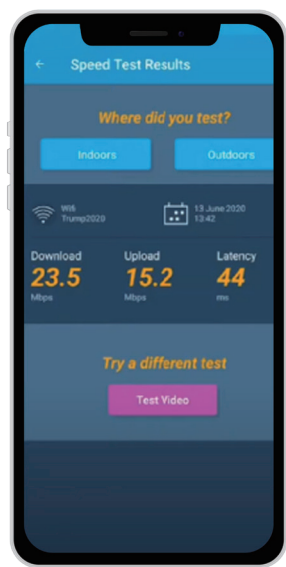 Speed Test Results
Where did you test?
Indoors
Outdoors
Wifi
Trump2020
13 June 2020
13:42
Download
Upload
Latency
23.5
15.2
44
Mbps
Mbps
ms
Try a different test
Test Video